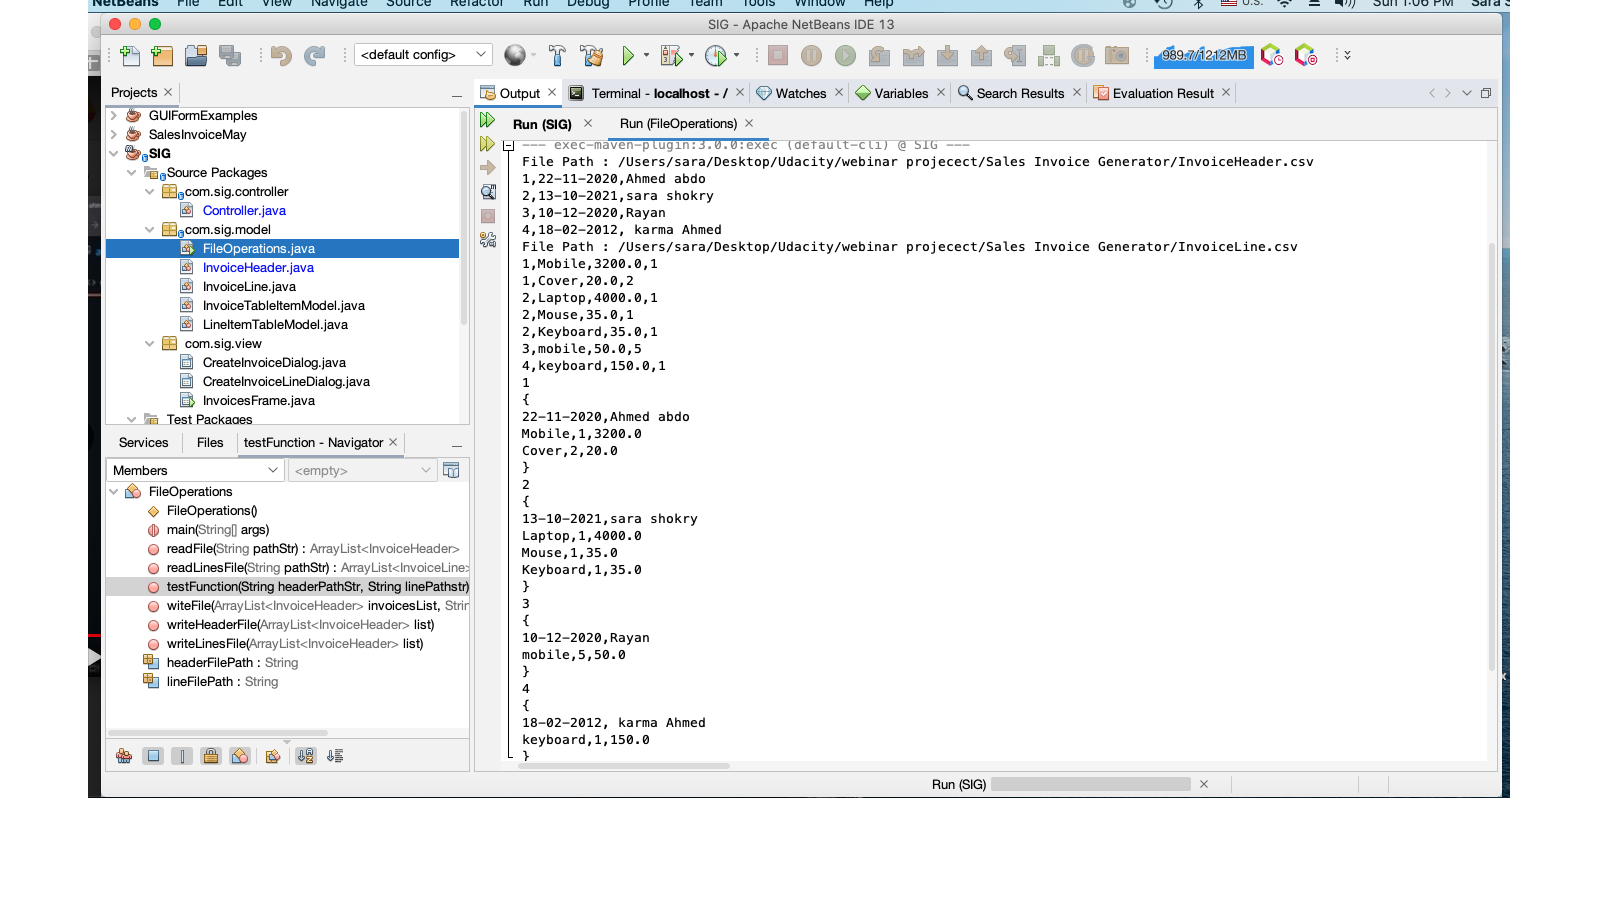 NetBeans File Edit View Navigate Source Refactor Run Debug Profile Team Tools Window Help U.S. Sun 1:06 PM Sara S
SIG - Apache NetBeans IDE 13
<default config> 989.7/1212MB
Projects
GUIFormExamples
SalesInvoiceMay
SIG
Source Packages
com.sig.controller
Controller.java
com.sig.model
FileOperations.java
InvoiceHeader.java
InvoiceLine.java
InvoiceTableItemModel.java
LineItemTableModel.java
com.sig.view
CreateInvoiceDialog.java
CreateInvoiceLineDialog.java
InvoicesFrame.java
Test Packages
Services Files testFunction - Navigator
Members <empty>
FileOperations
FileOperations()
main(String[] args)
readFile(String pathStr) : ArrayList<InvoiceHeader>
readLinesFile(String pathStr) : ArrayList<InvoiceLine>
testFunction(String headerPathStr, String linePathstr)
witeFile(ArrayList<InvoiceHeader> invoicesList, Strin
writeHeaderFile(ArrayList<InvoiceHeader> list)
writeLinesFile(ArrayList<InvoiceHeader> list)
headerFilePath : String
lineFilePath : String
Output Terminal - localhost - / Watches Variables Search Results Evaluation Result
Run (SIG) Run (FileOperations)
--- exec-maven-plugin:3.0.0:exec (default-cli) @ SIG ---
File Path : /Users/sara/Desktop/Udacity/webinar projecect/Sales Invoice Generator/InvoiceHeader.csv
1,22-11-2020,Ahmed abdo
2,13-10-2021,sara shokry
3,10-12-2020,Rayan
4,18-02-2012, karma Ahmed
File Path : /Users/sara/Desktop/Udacity/webinar projecect/Sales Invoice Generator/InvoiceLine.csv
1,Mobile,3200.0,1
1,Cover,20.0,2
2,Laptop,4000.0,1
2,Mouse,35.0,1
2,Keyboard,35.0,1
3,mobile,50.0,5
4,keyboard,150.0,1
1
{
22-11-2020,Ahmed abdo
Mobile,1,3200.0
Cover,2,20.0
}
2
{
13-10-2021,sara shokry
Laptop,1,4000.0
Mouse,1,35.0
Keyboard,1,35.0
}
3
{
10-12-2020,Rayan
mobile,5,50.0
}
4
{
18-02-2012, karma Ahmed
keyboard,1,150.0
}
Run (SIG)